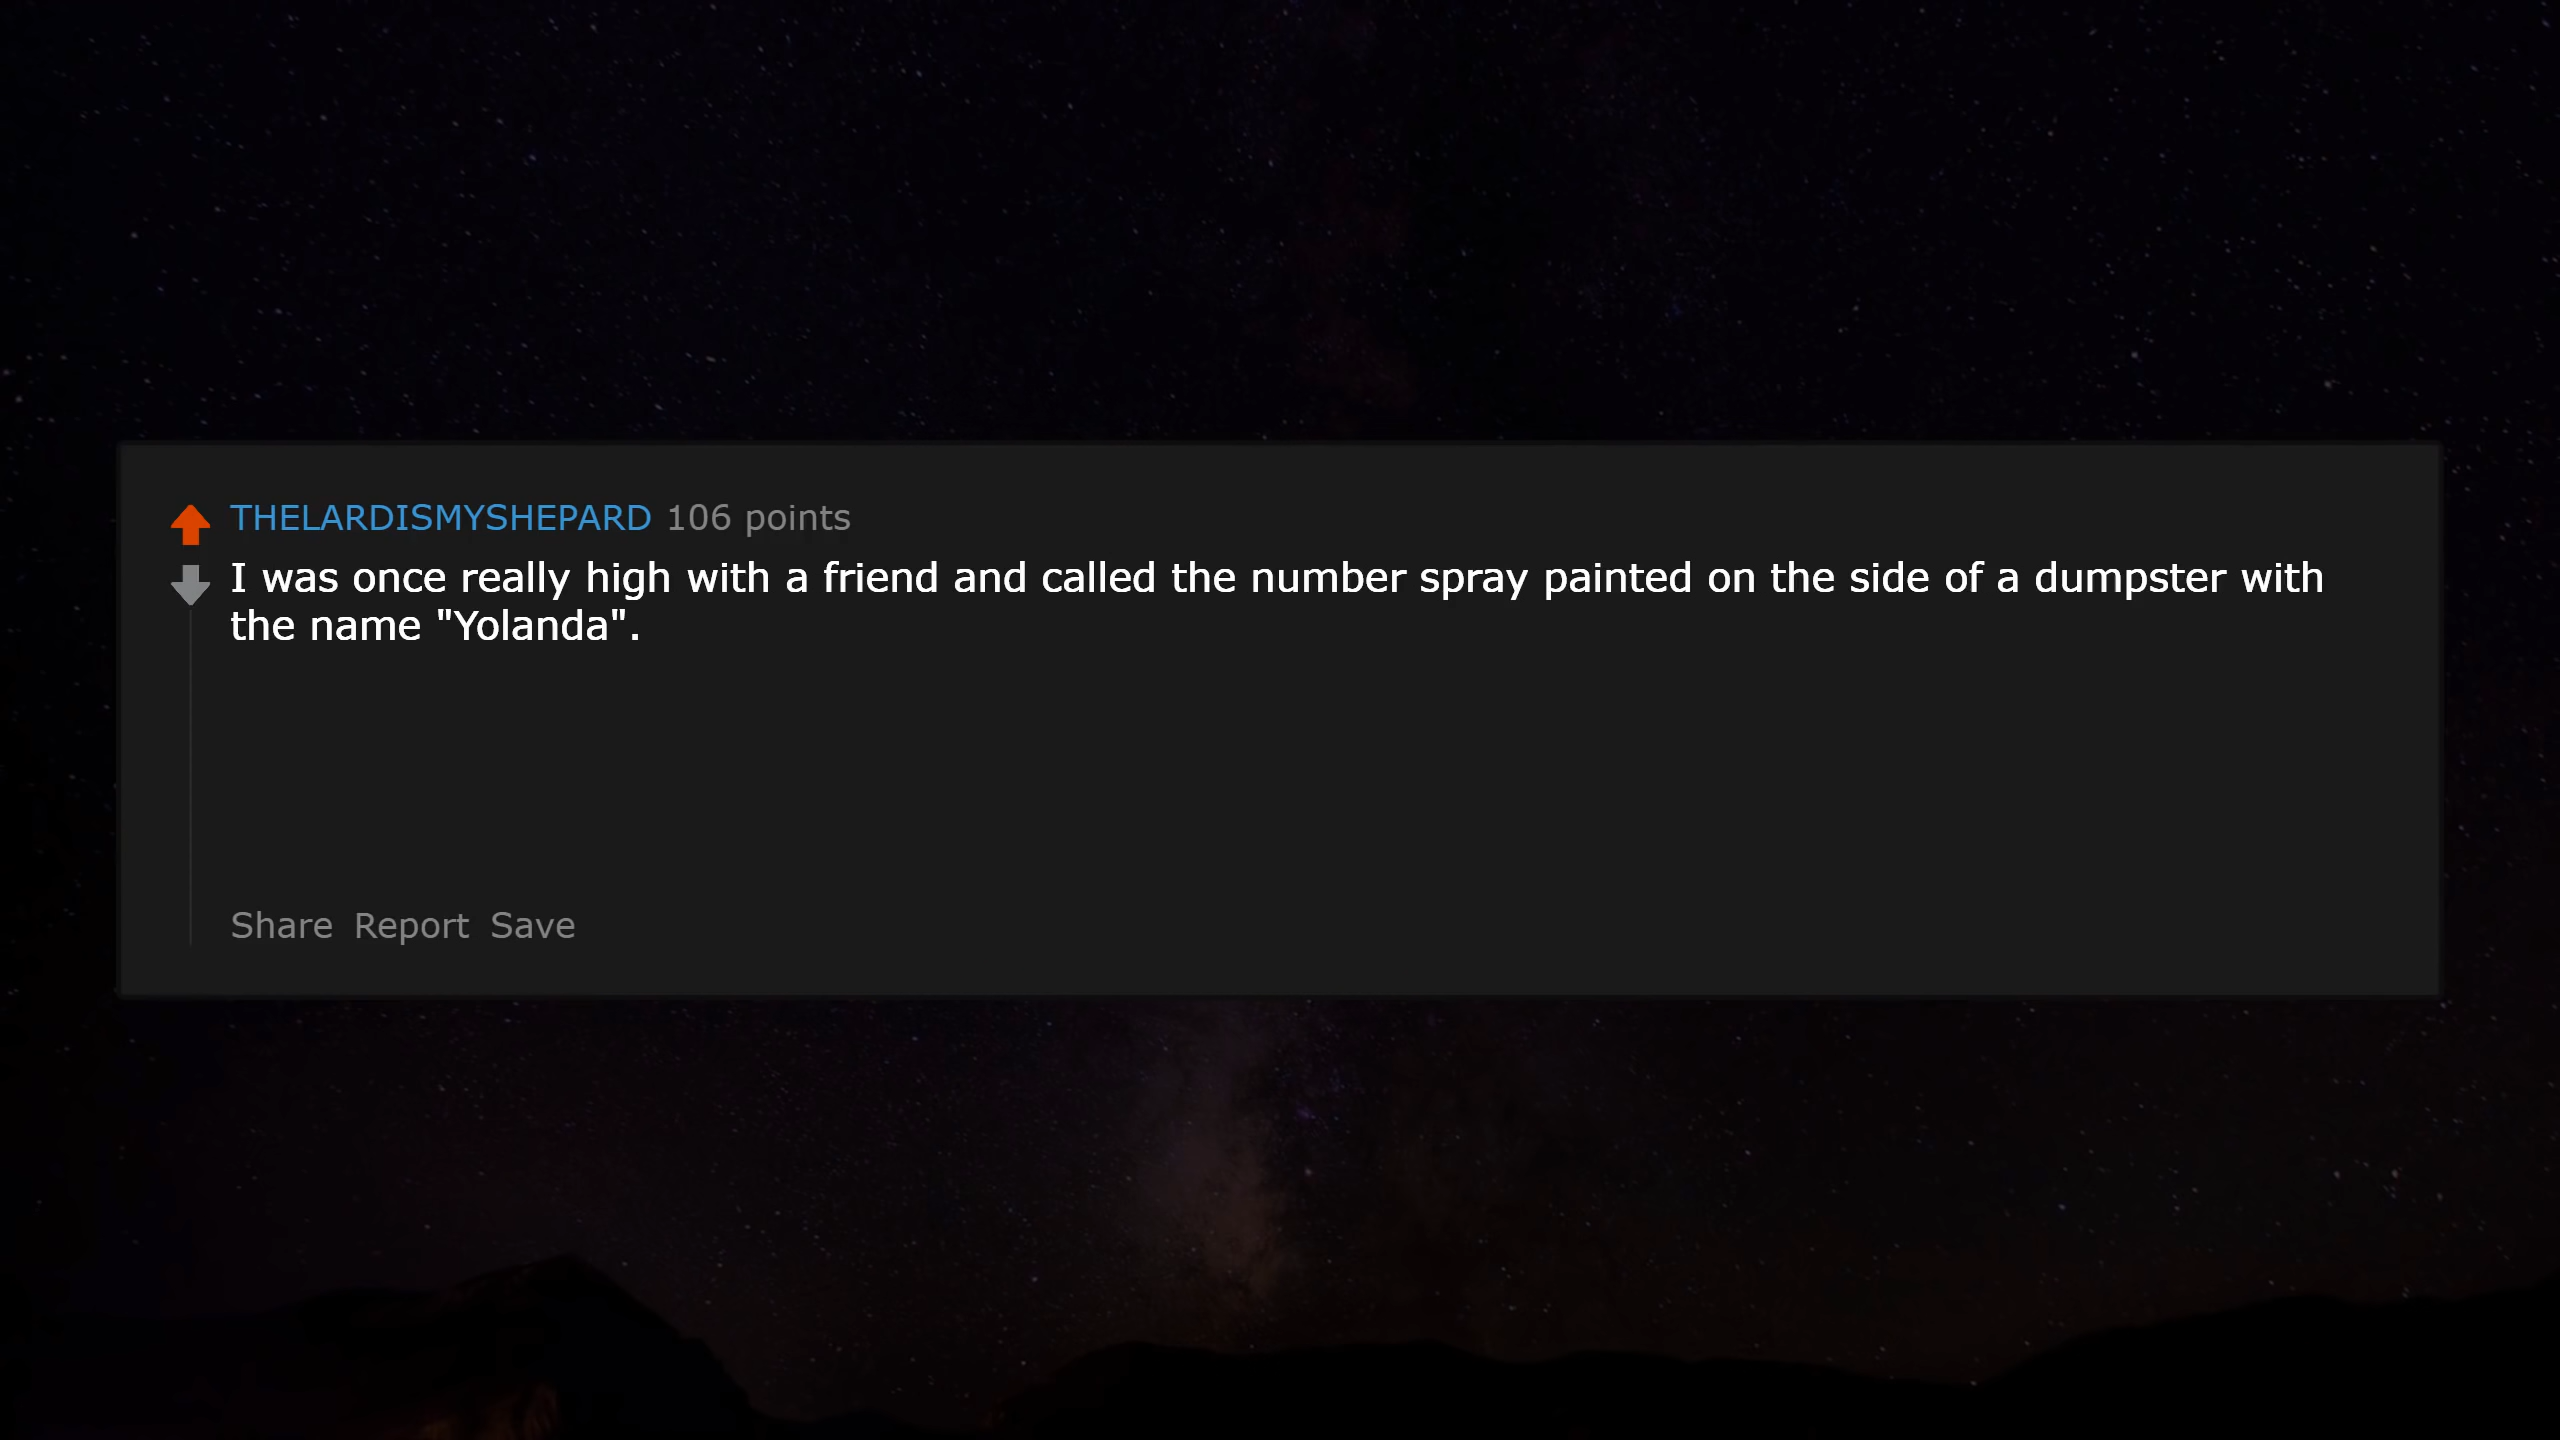 THELARDISMYSHEPARD 106 points
I was once really high with a friend and called the number spray painted on the side of a dumpster with
the name "Yolanda".
Share Report Save